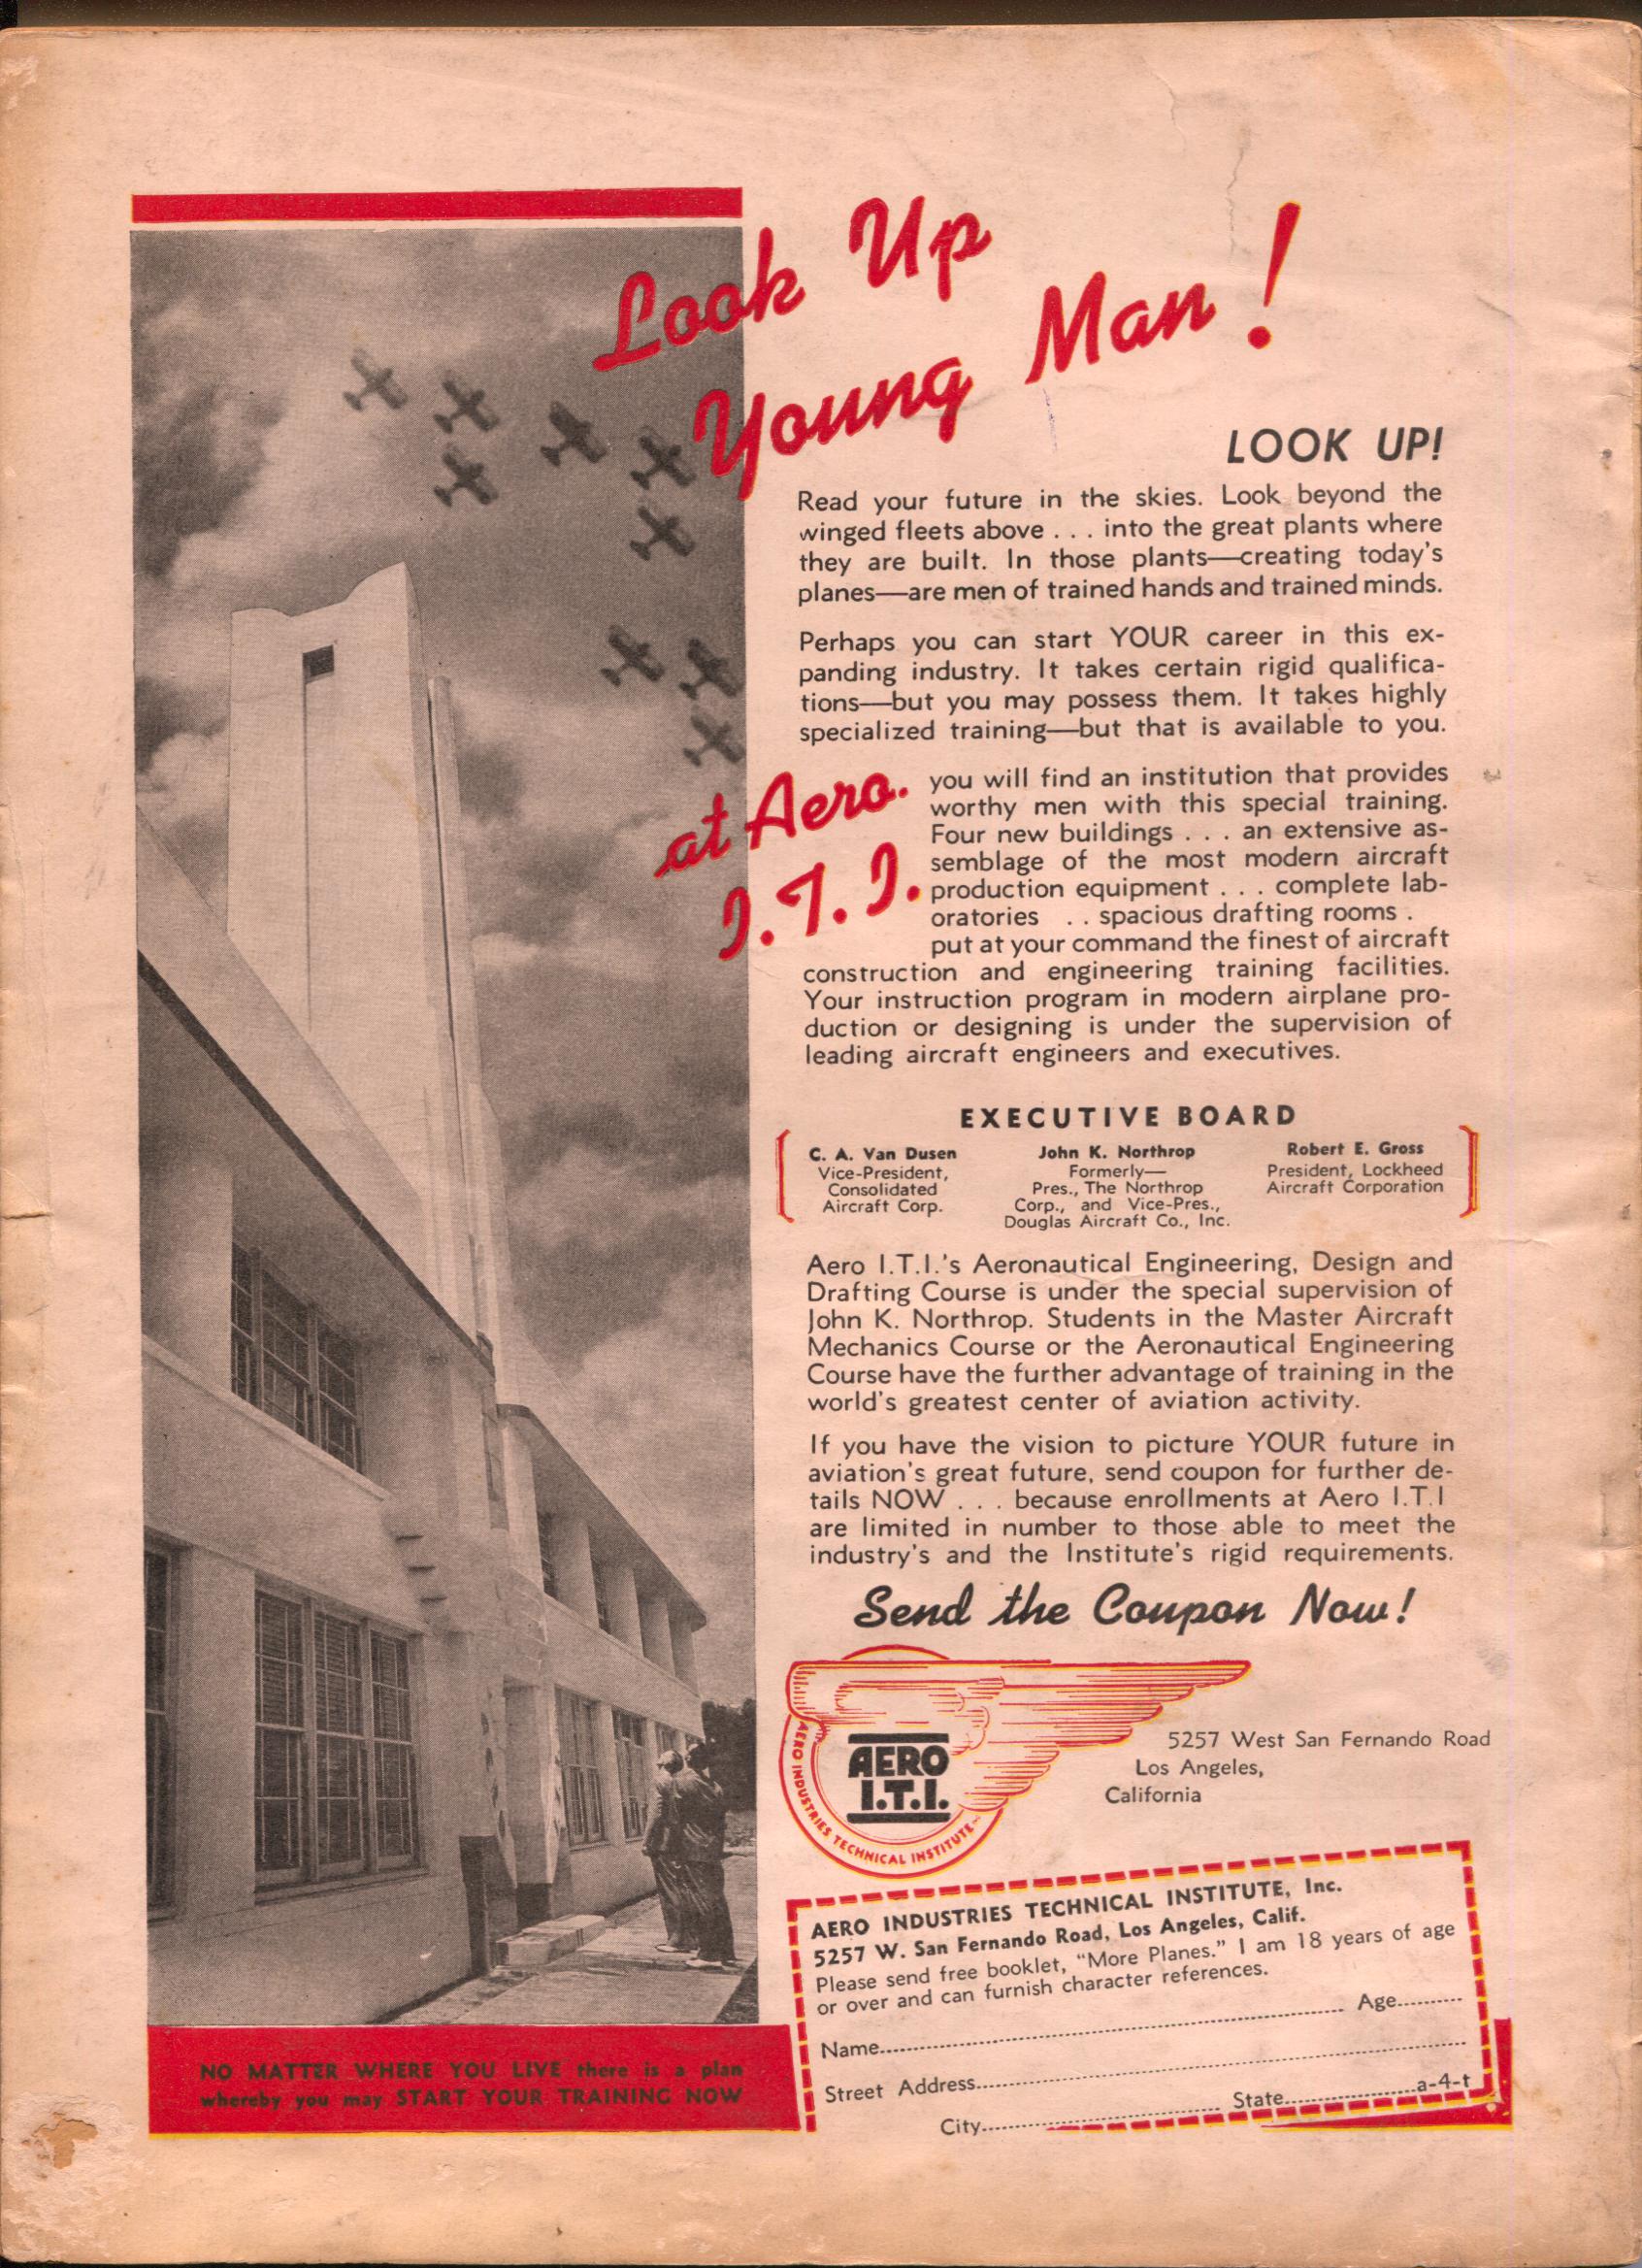 Look Up
Young Man!
LOOK UP!
Read your future in the skies. Look beyond the
winged fleets above . . . into the great plants where
they are built. In those plants—creating today's
planes—are men of trained hands and trained minds.
Perhaps you can start YOUR career in this ex-
panding industry. It takes certain rigid qualifica-
tions—but you may possess them. It takes highly
specialized training—but that is available to you.
at Aero.
I.T.I.
you will find an institution that provides
worthy men with this special training.
Four new buildings . . . an extensive as-
semblage of the most modern aircraft
production equipment . . . complete lab-
oratories . . spacious drafting rooms .
put at your command the finest of aircraft
construction and engineering training facilities.
Your instruction program in modern airplane pro-
duction or designing is under the supervision of
leading aircraft engineers and executives.
EXECUTIVE BOARD
C. A. Van Dusen
Vice-President,
Consolidated
Aircraft Corp.
John K. Northrop
Formerly—
Pres., The Northrop
Corp., and Vice-Pres.,
Douglas Aircraft Co., Inc.
Robert E. Gross
President, Lockheed
Aircraft Corporation
Aero I.T.I.'s Aeronautical Engineering, Design and
Drafting Course is under the special supervision of
John K. Northrop. Students in the Master Aircraft
Mechanics Course or the Aeronautical Engineering
Course have the further advantage of training in the
world's greatest center of aviation activity.
If you have the vision to picture YOUR future in
aviation's great future, send coupon for further de-
tails NOW . . . because enrollments at Aero I.T.I
are limited in number to those able to meet the
industry's and the Institute's rigid requirements.
Send the Coupon Now!
AERO
I.T.I.
AERO INDUSTRIES TECHNICAL INSTITUTE
5257 West San Fernando Road
Los Angeles,
California
AERO INDUSTRIES TECHNICAL INSTITUTE, Inc.
5257 W. San Fernando Road, Los Angeles, Calif.
Please send free booklet, "More Planes." I am 18 years of age
or over and can furnish character references.
Name.......... Age..........
Street Address..........
City.......... State..........a-4-t
NO MATTER WHERE YOU LIVE there is a plan
whereby you may START YOUR TRAINING NOW